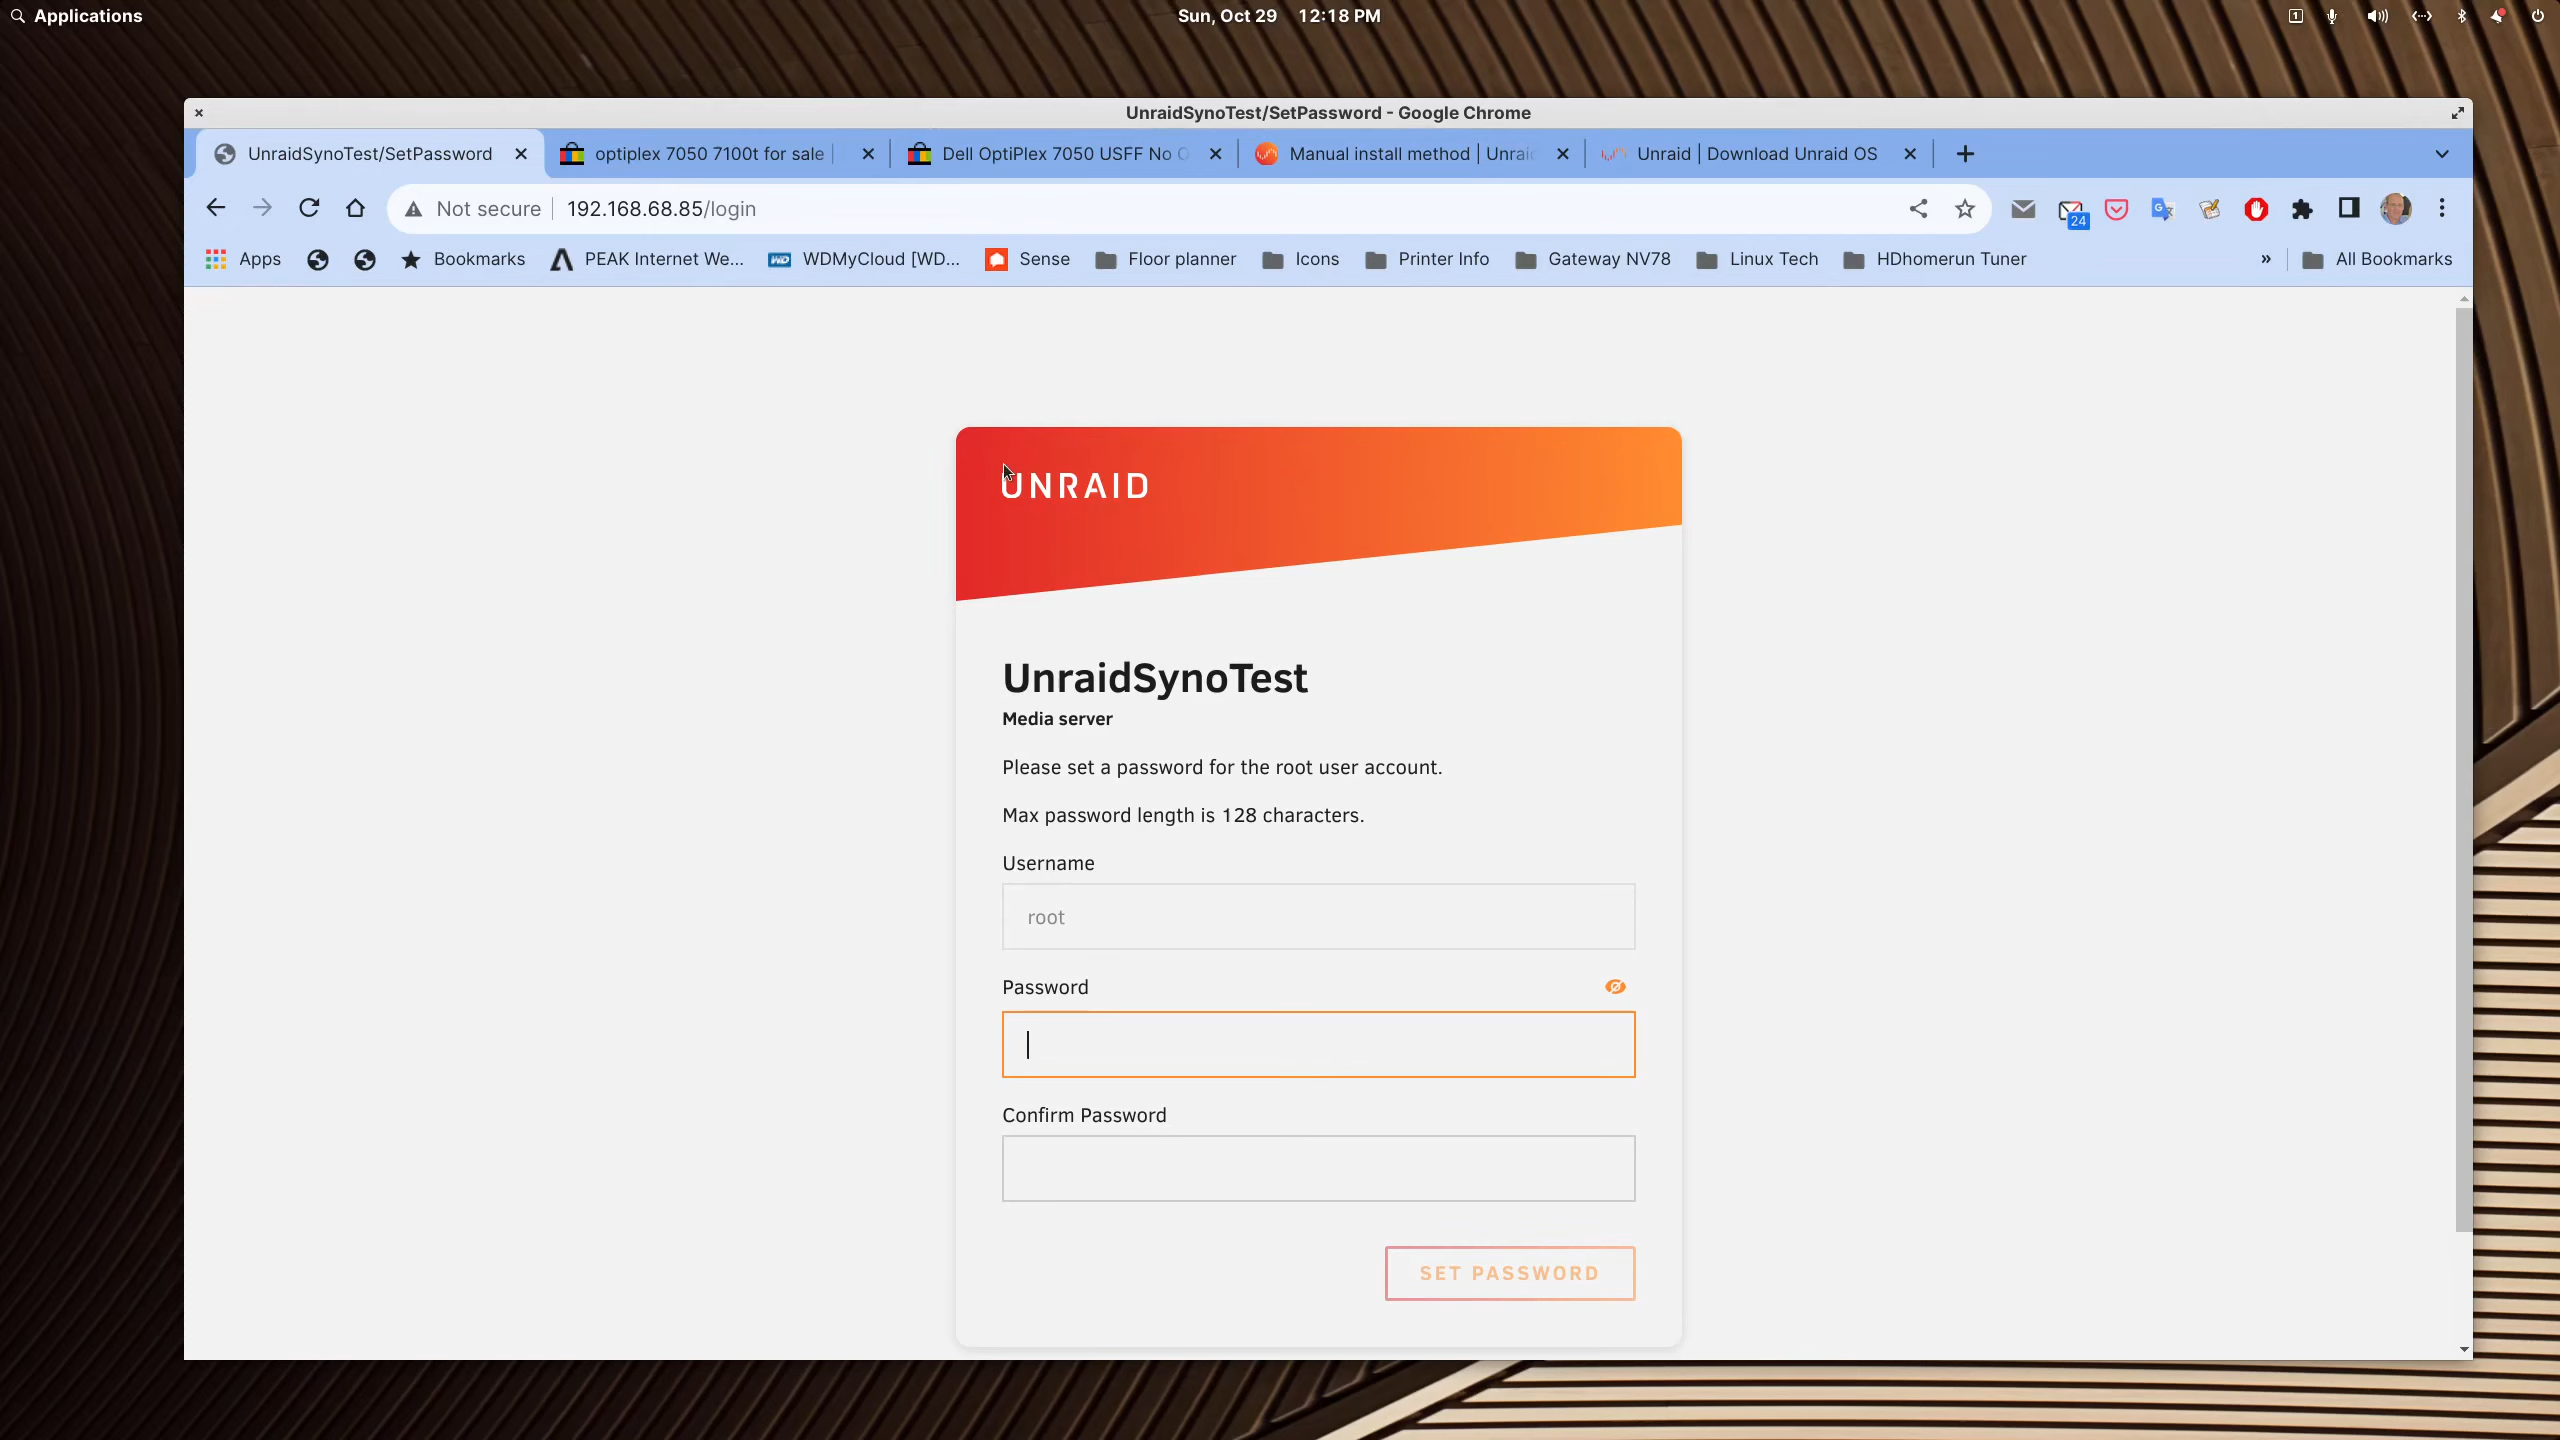 Applications
Sun, Oct 29 12:18 PM
1
UnraidSynoTest/SetPassword - Google Chrome
UnraidSynoTest/SetPassword
optiplex 7050 7100t for sale |
Dell OptiPlex 7050 USFF No
Manual install method | Unraid
Unraid | Download Unraid OS
Not secure
192.168.68.85/login
24
Apps
Bookmarks
PEAK Internet We...
WD
WDMyCloud [WD...
Sense
Floor planner
Icons
Printer Info
Gateway NV78
Linux Tech
HDhomerun Tuner
»
All Bookmarks
UNRAID
UnraidSynoTest
Media server
Please set a password for the root user account.
Max password length is 128 characters.
Username
root
Password
Confirm Password
SET PASSWORD